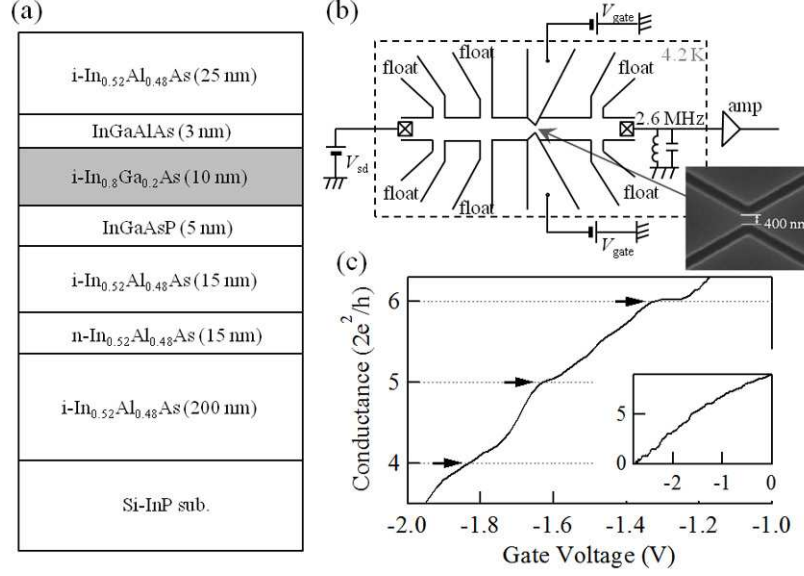 (a)
i-In0.52Al0.48As (25 nm)
InGaAlAs (3 nm)
i-In0.8Ga0.2As (10 nm)
InGaAsP (5 nm)
i-In0.52Al0.48As (15 nm)
n-In0.52Al0.48As (15 nm)
i-In0.52Al0.48As (200 nm)
Si-InP sub.
(b)
Vgate
4.2 K
float
float
float
float
2.6 MHz
amp
Vsd
float
float
float
float
Vgate
400 nm
(c)
Conductance (2e²/h)
6
5
4
5
0
-2
-1
0
-2.0
-1.8
-1.6
-1.4
-1.2
-1.0
Gate Voltage (V)